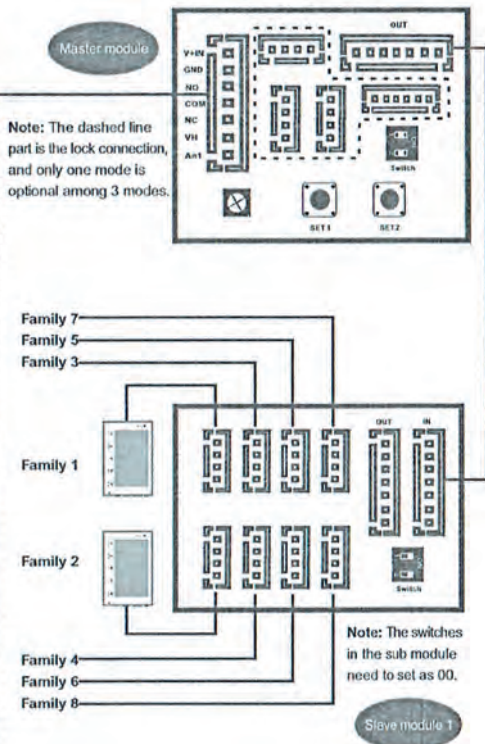 Master module
OUT
V+IN
GND
NO
COM
NC
VH
An1
Note: The dashed line
part is the lock connection,
and only one mode is
optional among 3 modes.
Switch
SET1
SET2
Family 7
Family 5
Family 3
Family 1
OUT
IN
Family 2
Switch
Note: The switches
in the sub module
need to set as 00.
Family 4
Family 6
Family 8
Slave module 1